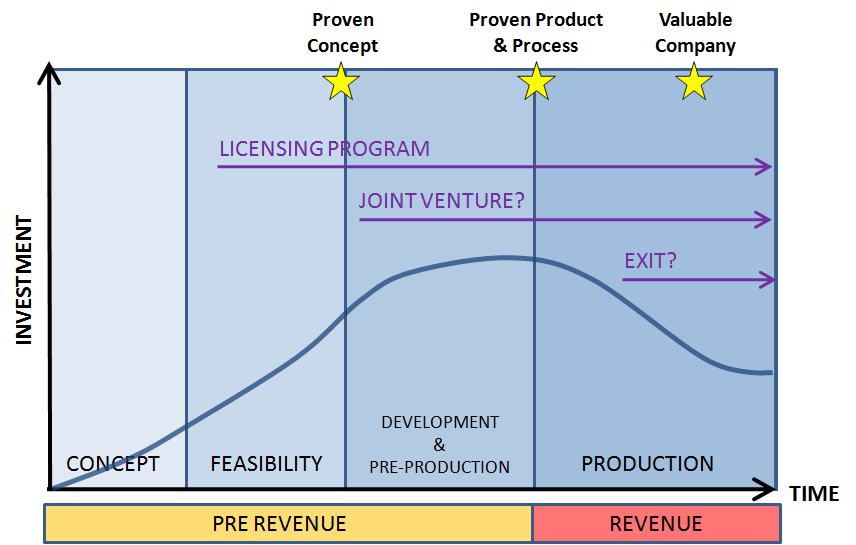 Proven
Concept
Proven Product
& Process
Valuable
Company
LICENSING PROGRAM
JOINT VENTURE?
EXIT?
INVESTMENT
CONCEPT
FEASIBILITY
DEVELOPMENT
&
PRE-PRODUCTION
PRODUCTION
TIME
PRE REVENUE
REVENUE